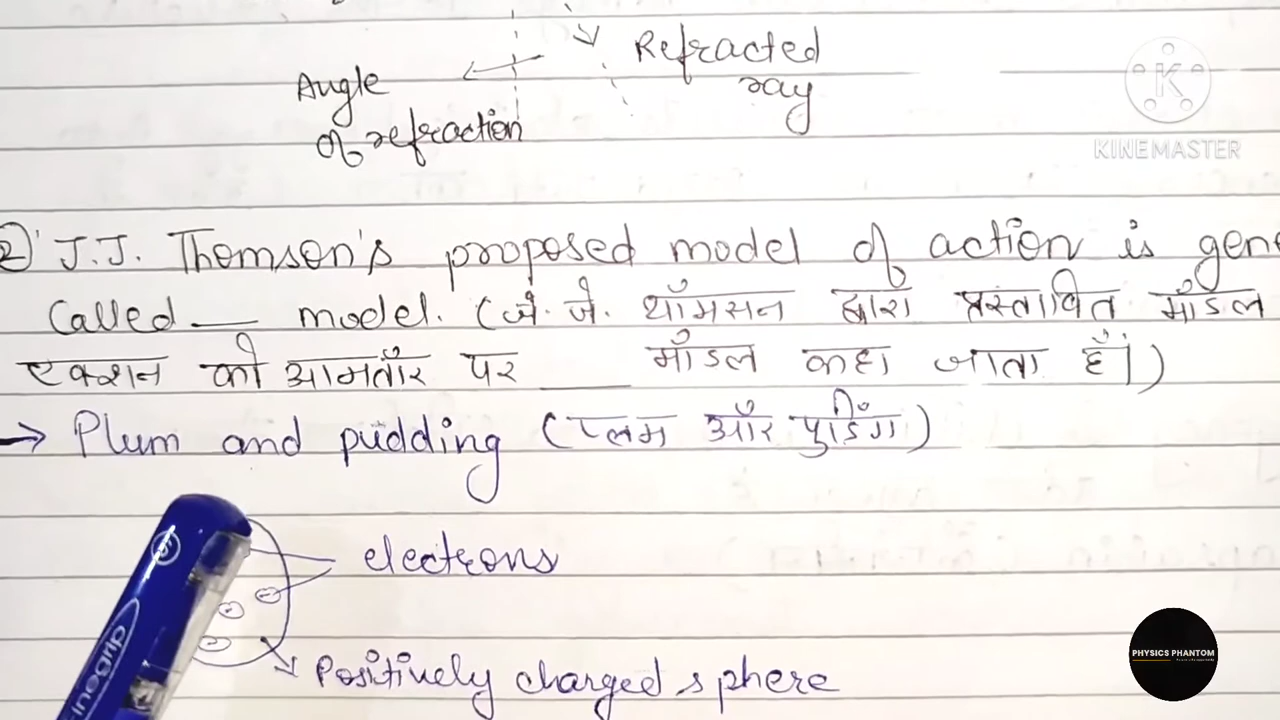 Refracted
ray
Angle
of refraction
KINEMASTER
② J.J. Thomson's proposed model of action is gene
called ___ model. (जे. जे. थॉमसन द्वारा प्रस्तावित मॉडल
एक्शन को आमतौर पर ___ मॉडल कहा जाता है।)
→ Plum and pudding (प्लम और पुडिंग)
electrons
Positively charged sphere
PHYSICS PHANTOM